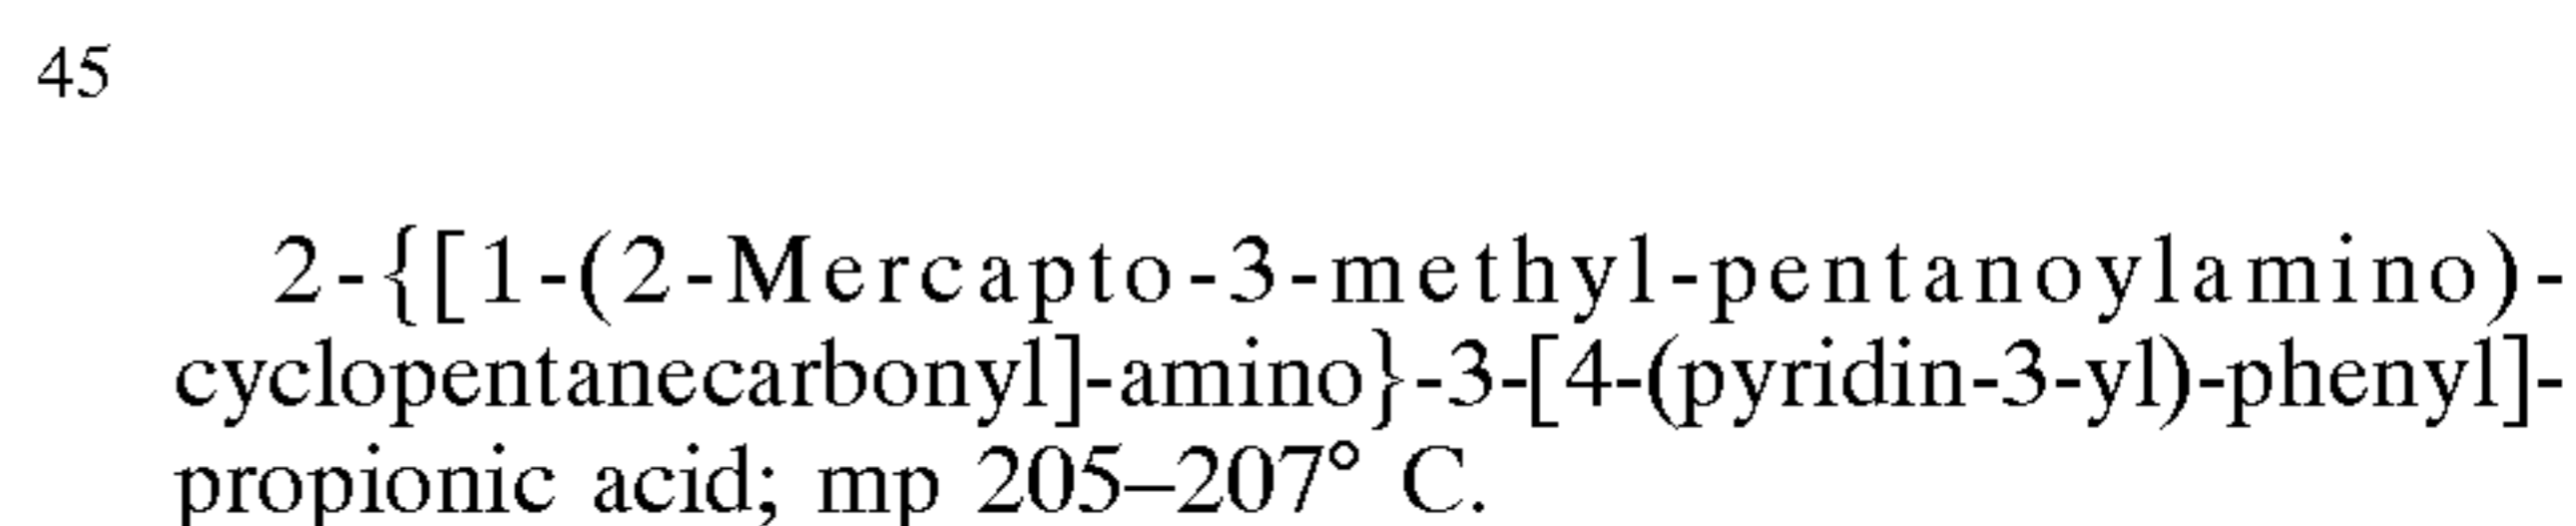 45
2-{[1-(2-Mercapto-3-methyl-pentanoylamino)-
cyclopentanecarbonyl]-amino}-3-[4-(pyridin-3-yl)-phenyl]-
propionic acid; mp 205–207° C.